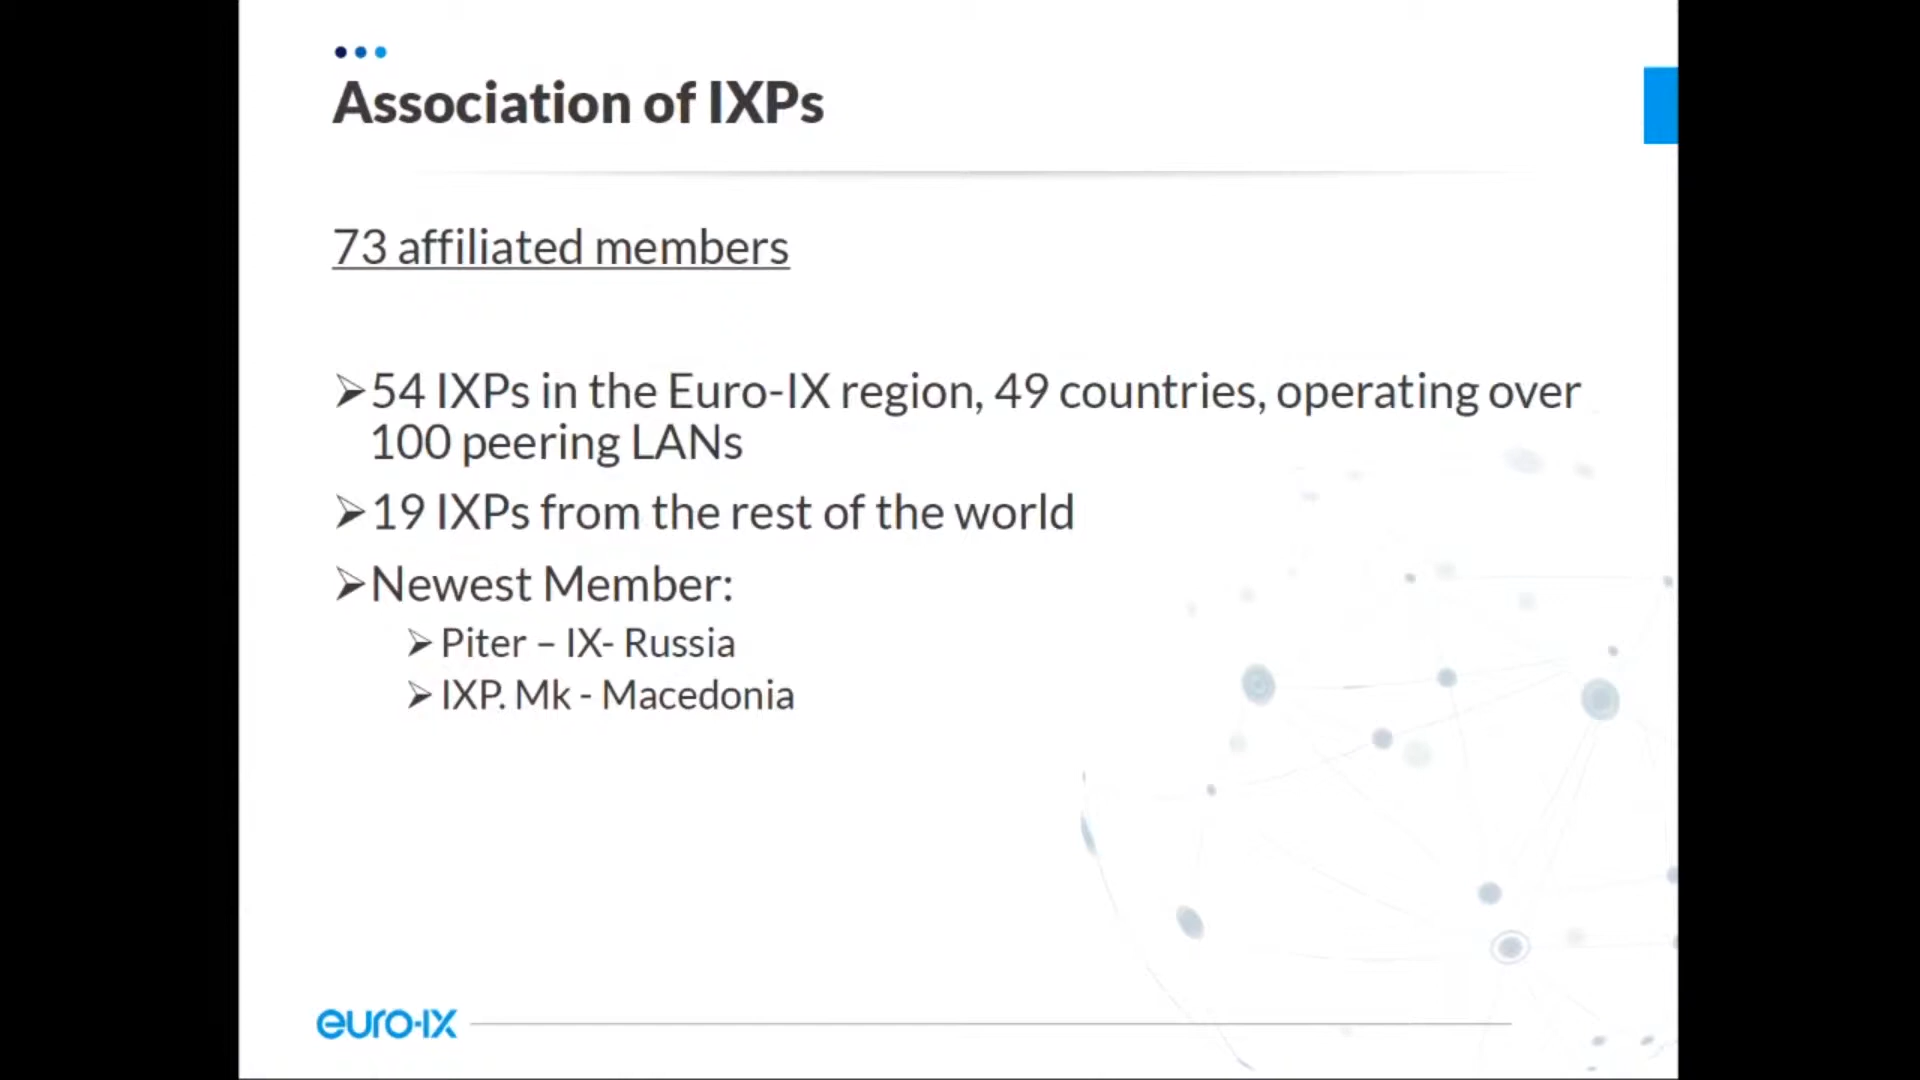 Association of IXPs
73 affiliated members
➢54 IXPs in the Euro-IX region, 49 countries, operating over
100 peering LANs
➢19 IXPs from the rest of the world
➢Newest Member:
➢Piter – IX- Russia
➢IXP. Mk - Macedonia
euro-IX